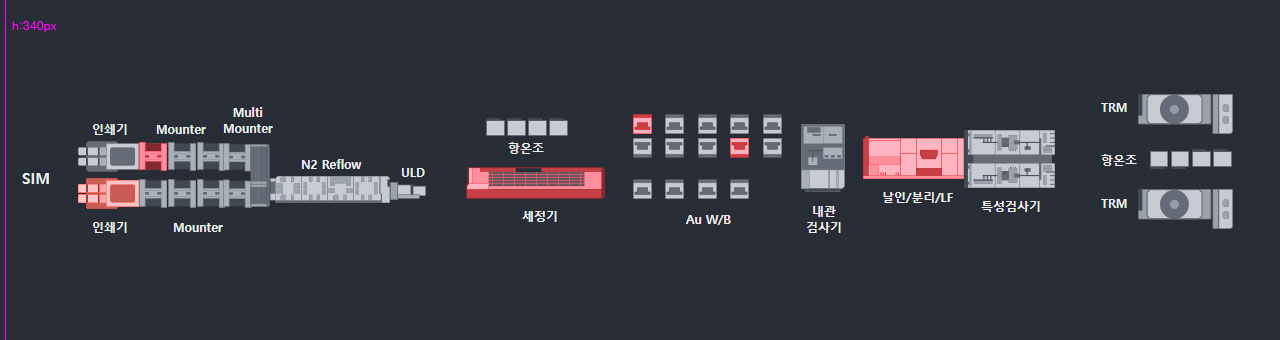 h:340px
SIM
인쇄기
Mounter
Multi
Mounter
N2 Reflow
ULD
인쇄기
Mounter
항온조
세정기
Au W/B
내관
검사기
날인/분리/LF
특성검사기
TRM
항온조
TRM